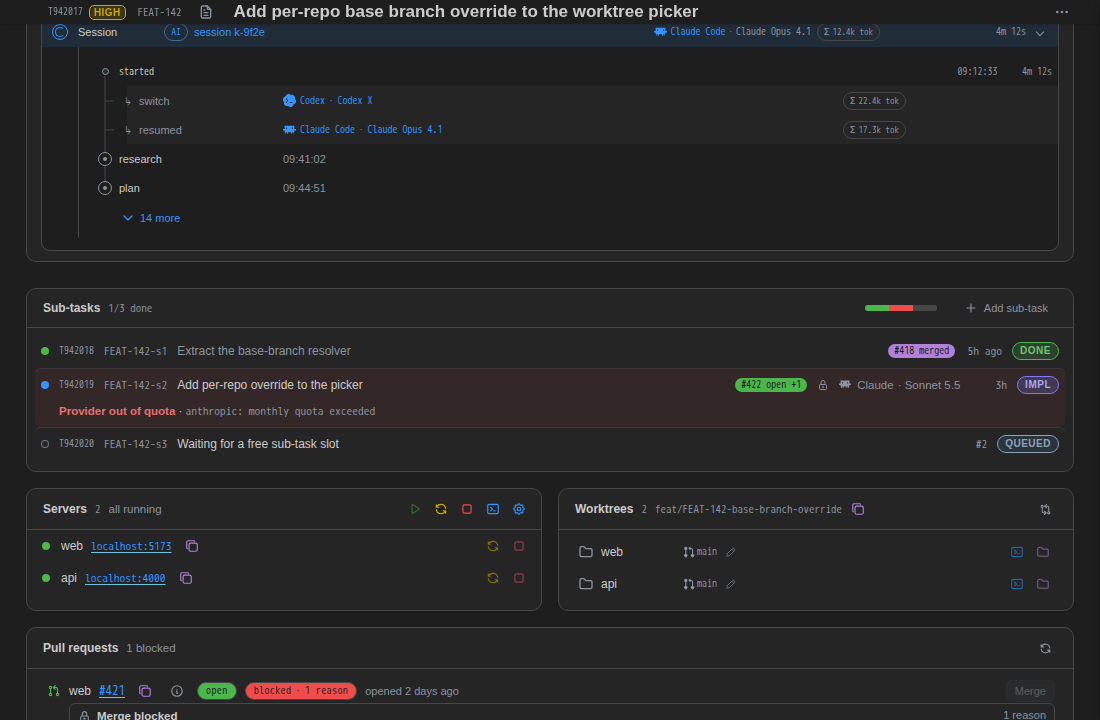 T942017 HIGH FEAT-142 Add per-repo base branch override to the worktree picker
Session AI session k-9f2e Claude Code · Claude Opus 4.1 Σ 12.4k tok 4m 12s
started 09:12:33 4m 12s
↳ switch Codex · Codex X Σ 22.4k tok
↳ resumed Claude Code · Claude Opus 4.1 Σ 17.3k tok
research 09:41:02
plan 09:44:51
14 more
Sub-tasks 1/3 done Add sub-task
T942018 FEAT-142-s1 Extract the base-branch resolver #418 merged 5h ago DONE
T942019 FEAT-142-s2 Add per-repo override to the picker #422 open +1 Claude · Sonnet 5.5 3h IMPL
Provider out of quota · anthropic: monthly quota exceeded
T942020 FEAT-142-s3 Waiting for a free sub-task slot #2 QUEUED
Servers 2 all running
web localhost:5173
api localhost:4000
Worktrees 2 feat/FEAT-142-base-branch-override
web main
api main
Pull requests 1 blocked
web #421 open blocked · 1 reason opened 2 days ago Merge
Merge blocked 1 reason